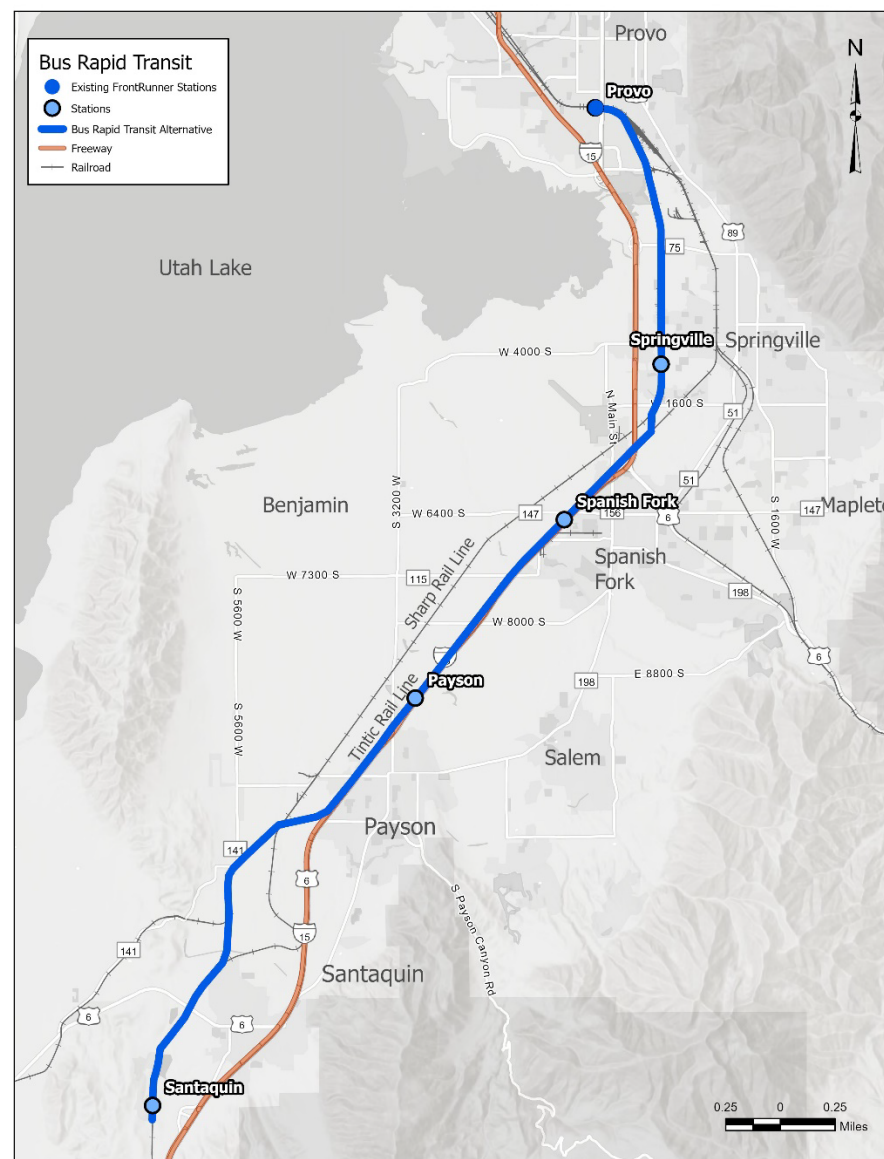 Bus Rapid Transit
Existing FrontRunner Stations
Stations
Bus Rapid Transit Alternative
Freeway
Railroad
Provo
N
Provo
15
89
75
Utah Lake
Springville
Springville
W 4000 S
N Main St
1600 S
51
Benjamin
S 3200 W
W 6400 S
147
Spanish Fork
156
6
51
S 1600 W
147
Mapleto
Spanish
Fork
Sharp Rail Line
W 7300 S
115
198
S 5600 W
W 8000 S
6
Payson
198
E 8800 S
Tintic Rail Line
S 5600 W
Salem
Payson
141
6
S Payson Canyon Rd
15
141
Santaquin
6
6
Santaquin
0.25
0
0.25
Miles